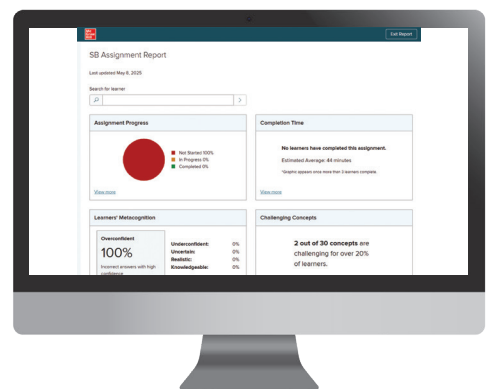 Mc
Graw
Hill
Exit Report
SB Assignment Report
Last updated May 6, 2025
Search for learner
Assignment Progress
Not Started 100%
In Progress 0%
Completed 0%
View more
Completion Time
No learners have completed this assignment.
Estimated Average: 44 minutes
*Graphic appears once more than 3 learners complete.
View more
Learners' Metacognition
Overconfident
100%
Incorrect answers with high
confidence
Underconfident: 0%
Uncertain: 0%
Realistic: 0%
Knowledgeable: 0%
Challenging Concepts
2 out of 30 concepts are
challenging for over 20%
of learners.